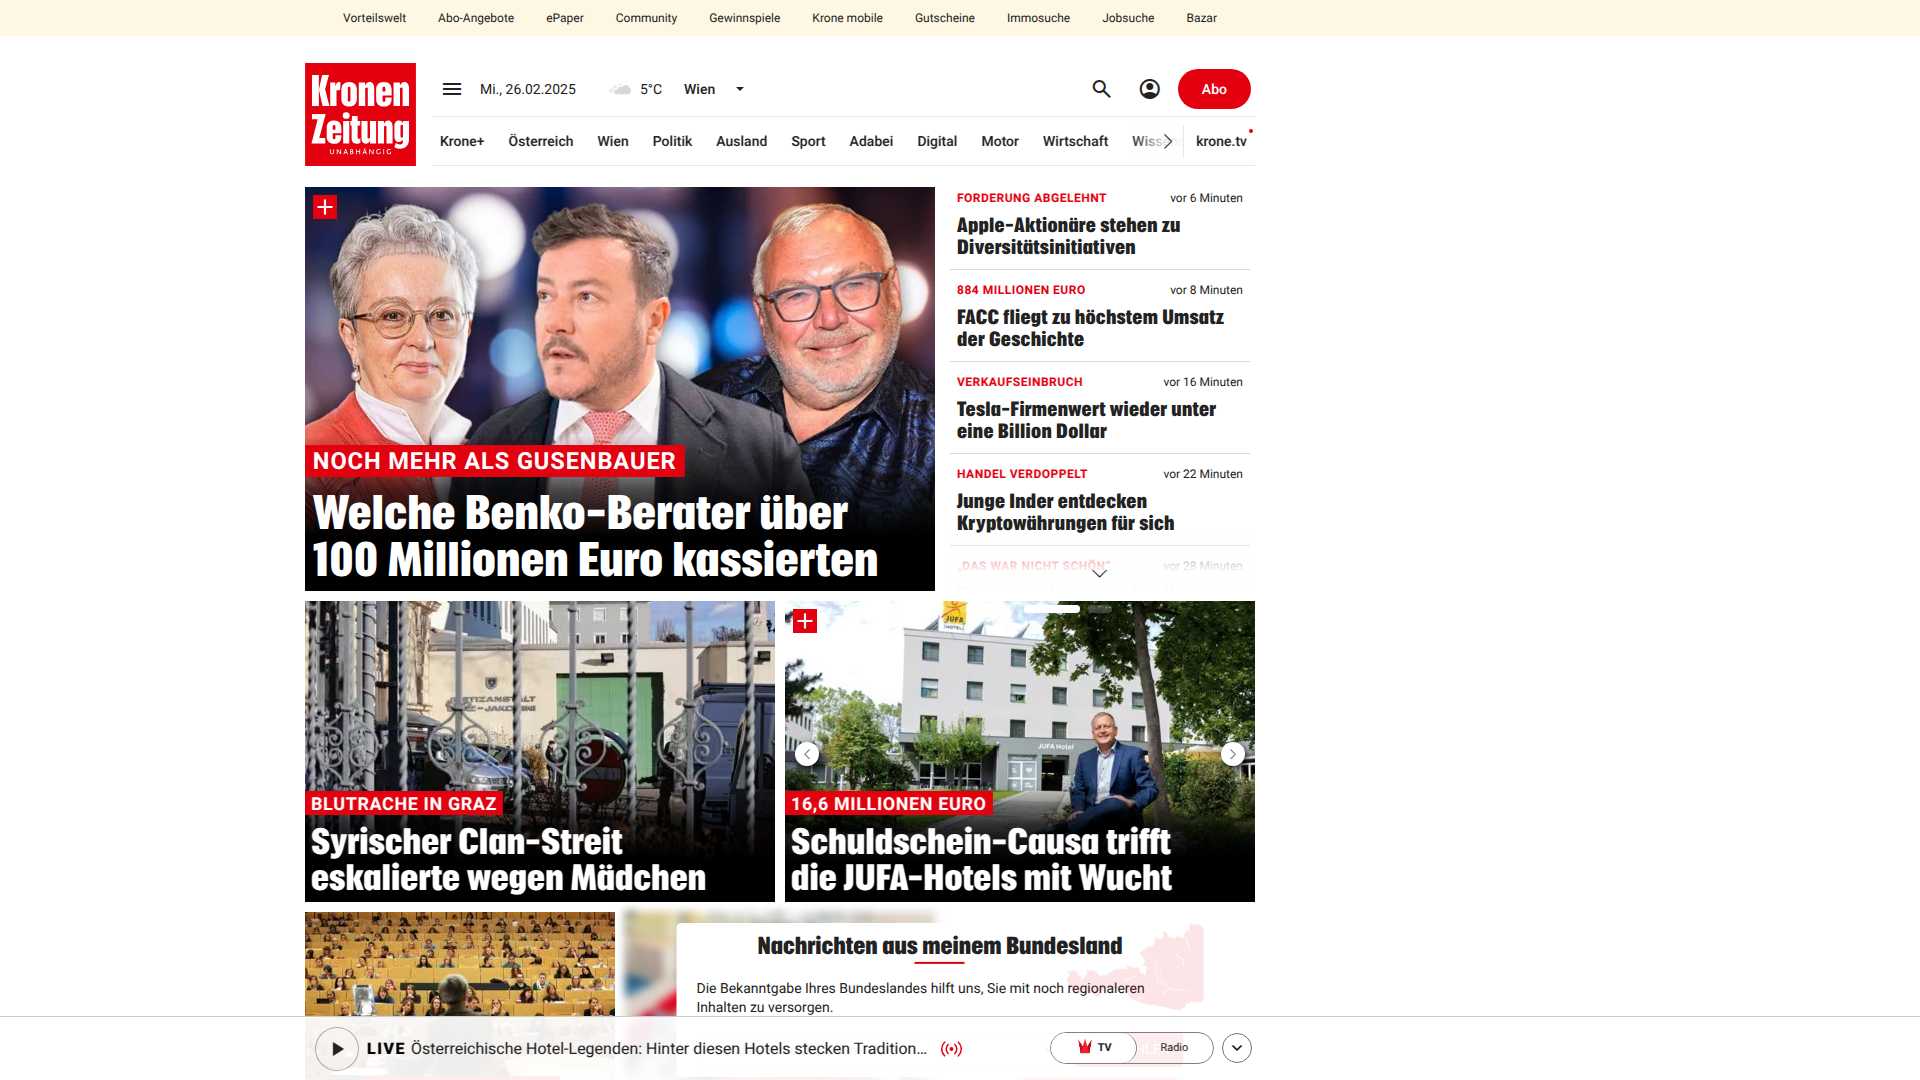 Vorteilswelt Abo-Angebote ePaper Community Gewinnspiele Krone mobile Gutscheine Immosuche Jobsuche Bazar
Kronen
Zeitung
UNABHÄNGIG
Mi., 26.02.2025 5°C Wien
Abo
Krone+ Österreich Wien Politik Ausland Sport Adabei Digital Motor Wirtschaft Wiss krone.tv
NOCH MEHR ALS GUSENBAUER
Welche Benko-Berater über
100 Millionen Euro kassierten
FORDERUNG ABGELEHNT vor 6 Minuten
Apple-Aktionäre stehen zu
Diversitätsinitiativen
884 MILLIONEN EURO vor 8 Minuten
FACC fliegt zu höchstem Umsatz
der Geschichte
VERKAUFSEINBRUCH vor 16 Minuten
Tesla-Firmenwert wieder unter
eine Billion Dollar
HANDEL VERDOPPELT vor 22 Minuten
Junge Inder entdecken
Kryptowährungen für sich
„DAS WAR NICHT SCHÖN“ vor 28 Minuten
BLUTRACHE IN GRAZ
Syrischer Clan-Streit
eskalierte wegen Mädchen
JUFA
HOTEL
JUFA Hotel
16,6 MILLIONEN EURO
Schuldschein-Causa trifft
die JUFA-Hotels mit Wucht
Nachrichten aus meinem Bundesland
Die Bekanntgabe Ihres Bundeslandes hilft uns, Sie mit noch regionaleren
Inhalten zu versorgen.
LIVE Österreichische Hotel-Legenden: Hinter diesen Hotels stecken Tradition...
TV Radio